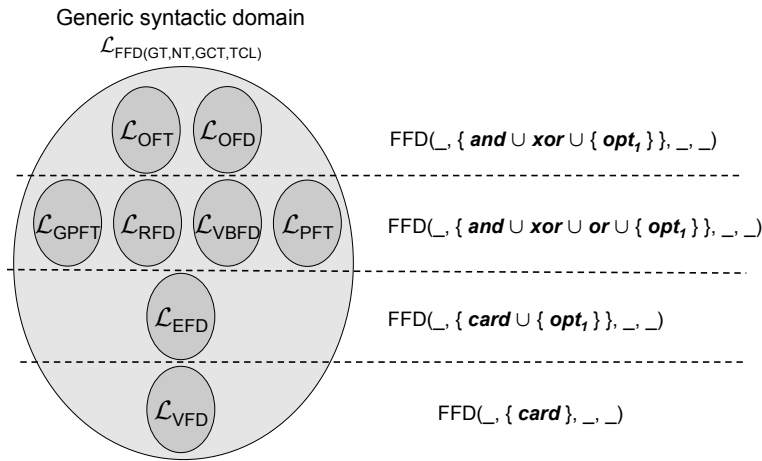 Generic syntactic domain
ℒFFD(GT,NT,GCT,TCL)
ℒOFT ℒOFD FFD(_, { and ∪ xor ∪ { opt1 } }, _, _)
ℒGPFT ℒRFD ℒVBFD ℒPFT FFD(_, { and ∪ xor ∪ or ∪ { opt1 } }, _, _)
ℒEFD FFD(_, { card ∪ { opt1 } }, _, _)
ℒVFD FFD(_, { card }, _, _)